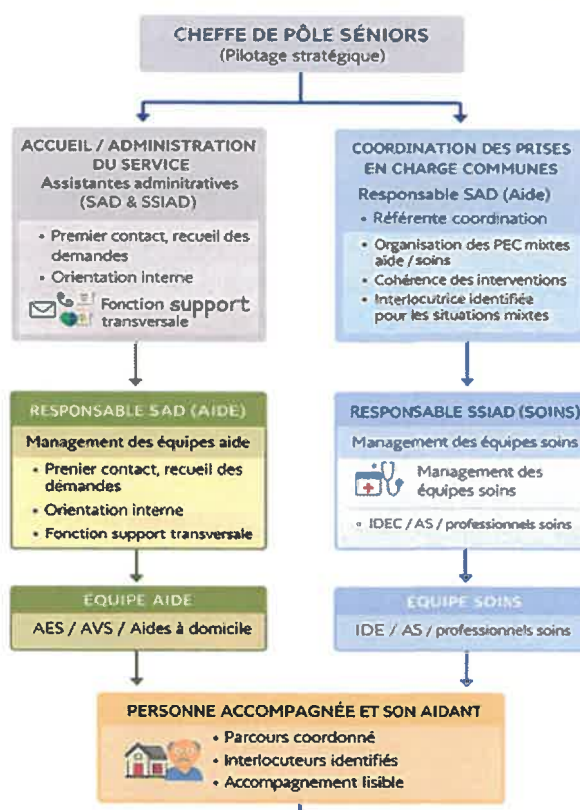 CHEFFE DE PÔLE SÉNIORS
(Pilotage stratégique)
ACCUEIL / ADMINISTRATION
DU SERVICE
Assistantes adminitratives
(SAD & SSIAD)
• Premier contact, recueil des
demandes
• Orientation interne
Fonction support
transversale
COORDINATION DES PRISES
EN CHARGE COMMUNES
Responsable SAD (Aide)
• Référente coordination
• Organisation des PEC mixtes
aide / soins
• Cohérence des interventions
• Interlocutrice identifiée
pour les situations mixtes
RESPONSABLE SAD (AIDE)
Management des équipes aide
• Prenier contact, recueil des
démandes
• Orientation interne
• Fonction support transversale
RESPONSABLE SSIAD (SOINS)
Management des équipes soins
Management des
équipes soins
• IDEC / AS / professionnels soins
ÉQUIPE AIDE
AES / AVS / Aides à domicile
ÉQUIPE SOINS
IDE / AS / professionnels soins
PERSONNE ACCOMPAGNÉE ET SON AIDANT
• Parcours coordonné
• Interlocuteurs identifiés
• Accompagnement lisible